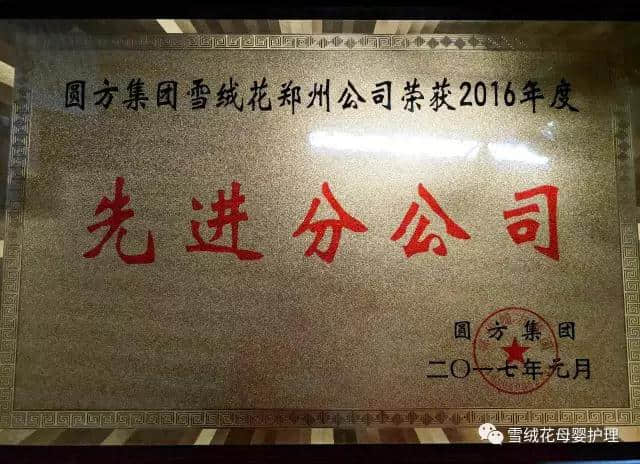 圆方集团雪绒花郑州公司荣获2016年度
先进分公司
圆方集团
二〇一七年元月
雪绒花母婴护理